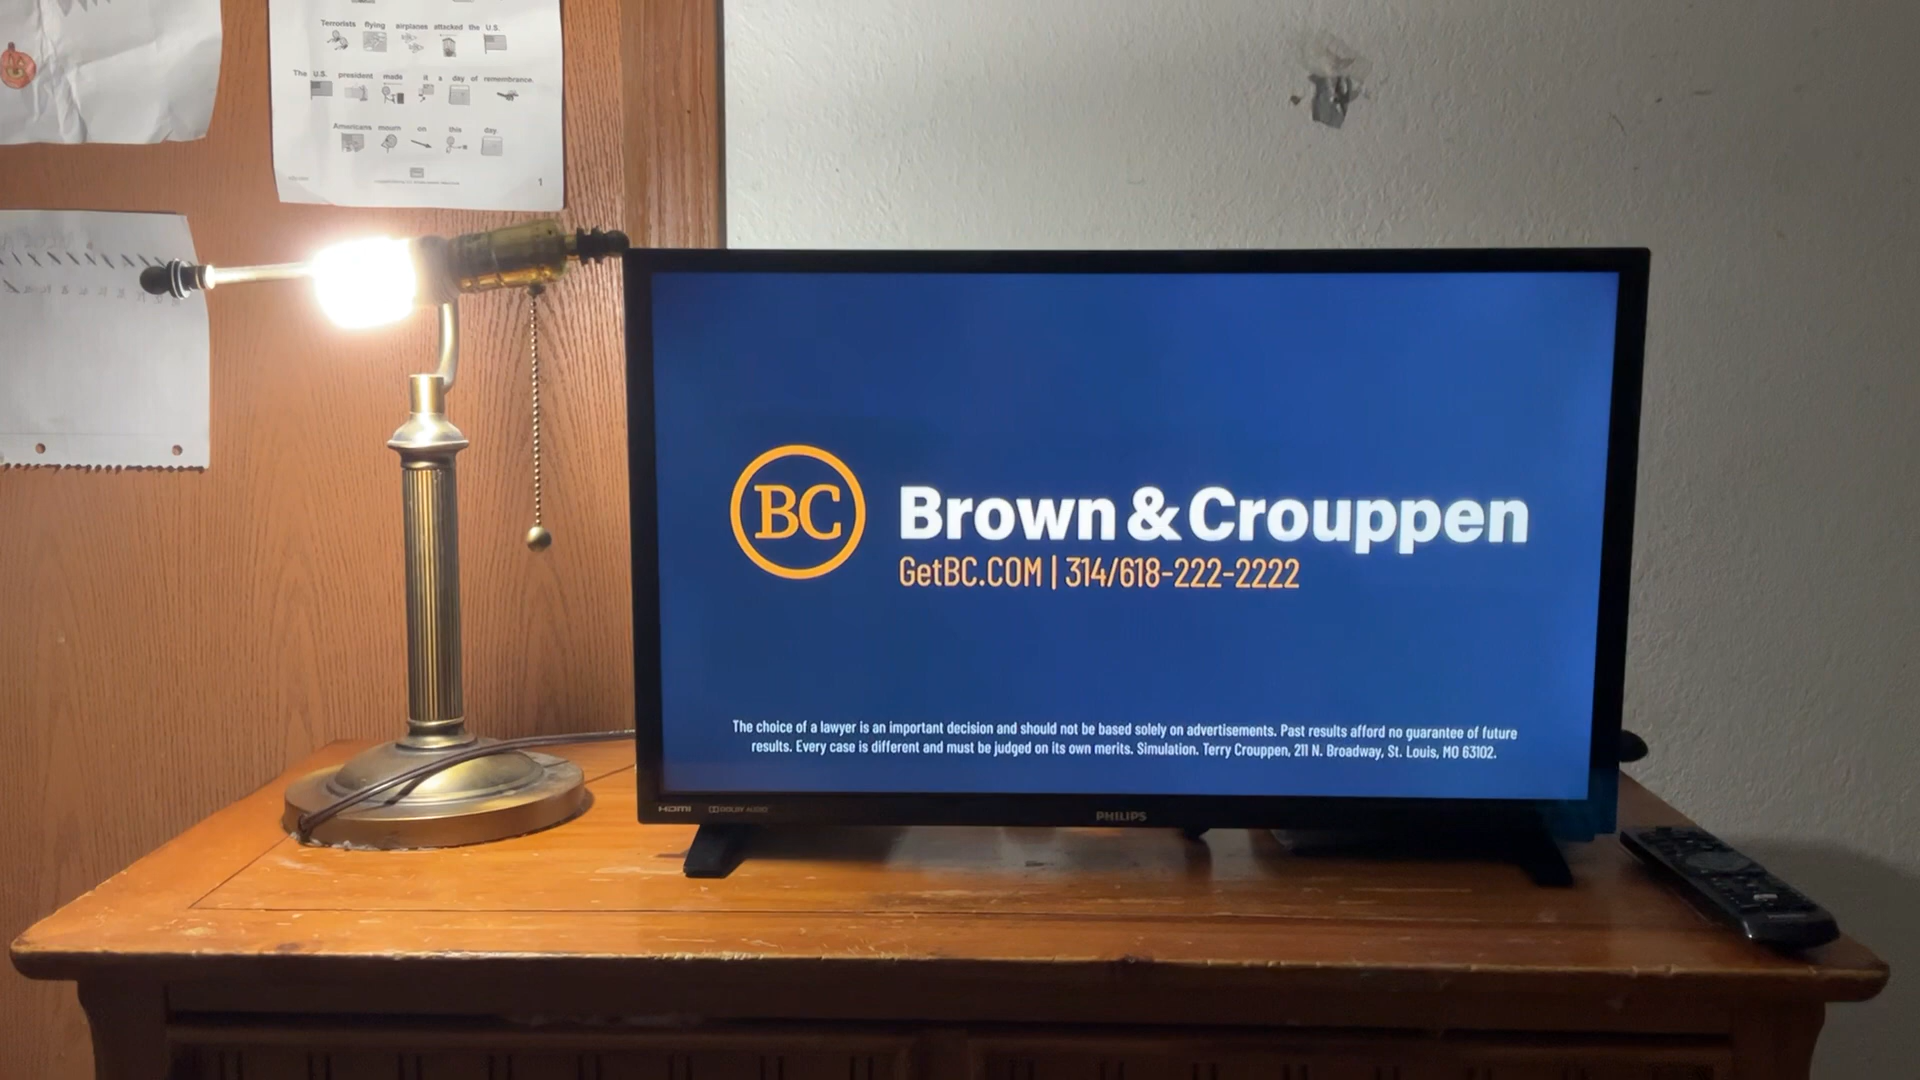 Terrorists flying airplanes attacked the U.S.
The U.S. president made it a day of remembrance.
Americans mourn on this day.
1
BC
Brown & Crouppen
GetBC.COM | 314/618-222-2222
The choice of a lawyer is an important decision and should not be based solely on advertisements. Past results afford no guarantee of future
results. Every case is different and must be judged on its own merits. Simulation. Terry Crouppen, 211 N. Broadway, St. Louis, MO 63102.
HDMI
DOLBY AUDIO
PHILIPS